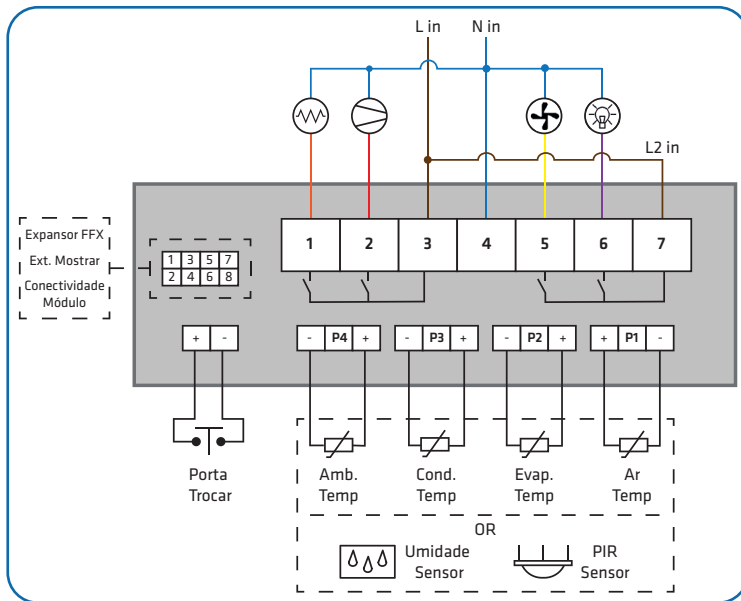 L in N in
L2 in
Expansor FFX
Ext. Mostrar
Conectividade
Módulo
1 3 5 7
2 4 6 8
1 2 3 4 5 6 7
+ -
- P4 +
- P3 +
- P2 +
+ P1 -
Porta
Trocar
Amb.
Temp
Cond.
Temp
Evap.
Temp
Ar
Temp
OR
Umidade
Sensor
PIR
Sensor